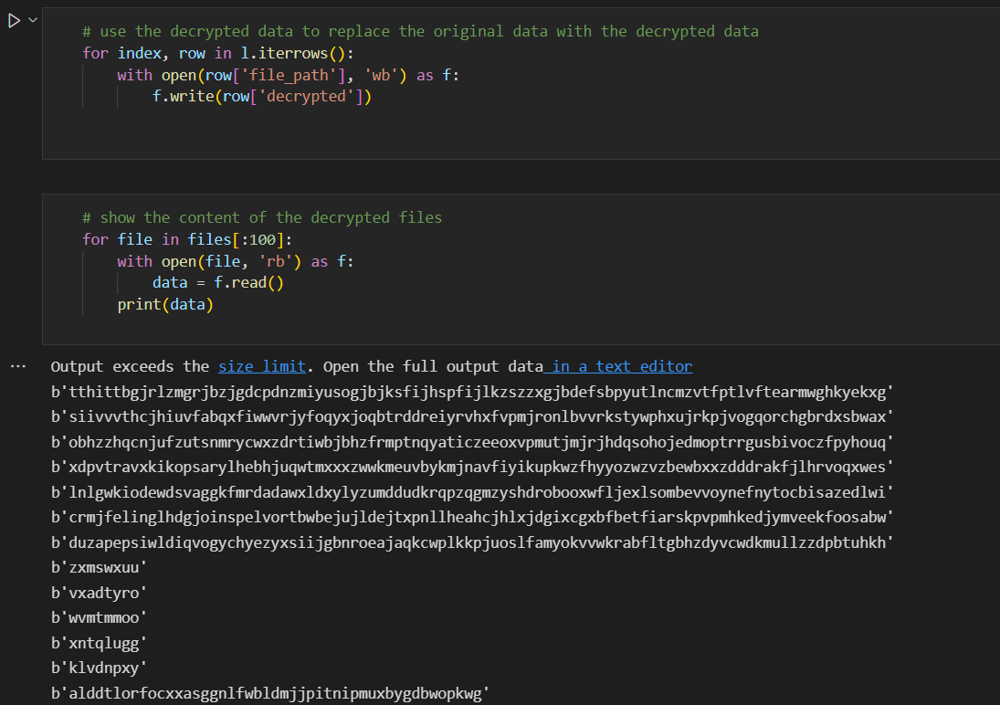 # use the decrypted data to replace the original data with the decrypted data
for index, row in l.iterrows():
    with open(row['file_path'], 'wb') as f:
        f.write(row['decrypted'])
# show the content of the decrypted files
for file in files[:100]:
    with open(file, 'rb') as f:
        data = f.read()
    print(data)
Output exceeds the size limit. Open the full output data in a text editor
b'tthittbgjrlzmgrjbzjgdcpdnzmiyusogjbjksfijhspfijlkzszzxgjbdefsbpyutlncmzvtfptlvftearmwghkyekxg'
b'siivvvthcjhiuvfabqxfiwwvrjyfoqyxjoqbtrddreiyrvhxfvpmjronlbvvrkstywphxujrkpjvogqorchgbrdxsbwax'
b'obhzzhqcnjufzutsnmrycwxzdrtiwbjbhzfrmptnqyaticzeeoxvpmutjmjrjhdqsohojedmoptrrgusbivoczfpyhouq'
b'xdpvtravxkikopsarylhebhjuqwtmxxxzwwkmeuvbykmjnavfiyikupkwzfhyyozwzvzbewbxxzdddrakfjlhrvoqxwes'
b'lnlgwkiodewdsvaggkfmrdadawxldxylyzumddudkrqpzqgmzyshdrobooxwfljexlsombevvoynefnytocbisazedlwi'
b'crmjfelinglhdgjoinspelvortbwbejujldejtxpnllheahcjhlxjdgixcgxbfbetfiarskpvpmhkedjymveekfoosabw'
b'duzapepsiwldiqvogychyezyxsiijgbnroeajaqkcwplkkpjuoslfamyokvvwkrabfltgbhzdyvcwdkmullzzdpbtuhkh'
b'zxmswxuu'
b'vxadtyro'
b'wvmtmmoo'
b'xntqlugg'
b'klvdnpxy'
b'alddtlorfocxxasggnlfwbldmjjpitnipmuxbygdbwopkwg'